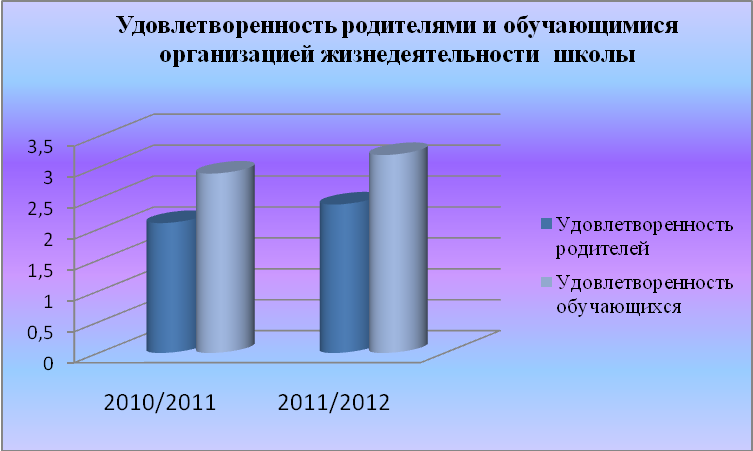 Удовлетворенность родителями и обучающимися
организацией жизнедеятельности школы
3,5
3
2,5
2
1,5
1
0,5
0
2010/2011
2011/2012
Удовлетворенность
родителей
Удовлетворенность
обучающихся